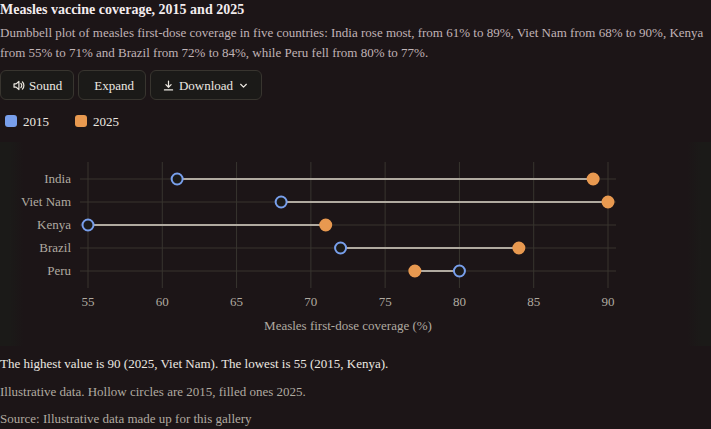 Measles vaccine coverage, 2015 and 2025
Dumbbell plot of measles first-dose coverage in five countries: India rose most, from 61% to 89%, Viet Nam from 68% to 90%, Kenya
from 55% to 71% and Brazil from 72% to 84%, while Peru fell from 80% to 77%.
Sound Expand Download
2015 2025
India
Viet Nam
Kenya
Brazil
Peru
55 60 65 70 75 80 85 90
Measles first-dose coverage (%)
The highest value is 90 (2025, Viet Nam). The lowest is 55 (2015, Kenya).
Illustrative data. Hollow circles are 2015, filled ones 2025.
Source: Illustrative data made up for this gallery